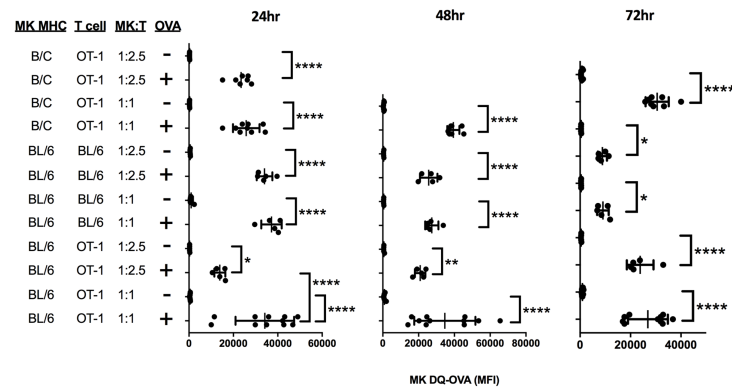 24hr 48hr 72hr
MK MHC T cell MK:T OVA
B/C OT-1 1:2.5 -
B/C OT-1 1:2.5 +
B/C OT-1 1:1 -
B/C OT-1 1:1 +
BL/6 BL/6 1:2.5 -
BL/6 BL/6 1:2.5 +
BL/6 BL/6 1:1 -
BL/6 BL/6 1:1 +
BL/6 OT-1 1:2.5 -
BL/6 OT-1 1:2.5 +
BL/6 OT-1 1:1 -
BL/6 OT-1 1:1 +
****
****
****
****
*
****
****
0 20000 40000 60000
****
****
****
**
****
0 20000 40000 60000 80000
****
*
*
****
****
0 20000 40000
MK DQ-OVA (MFI)